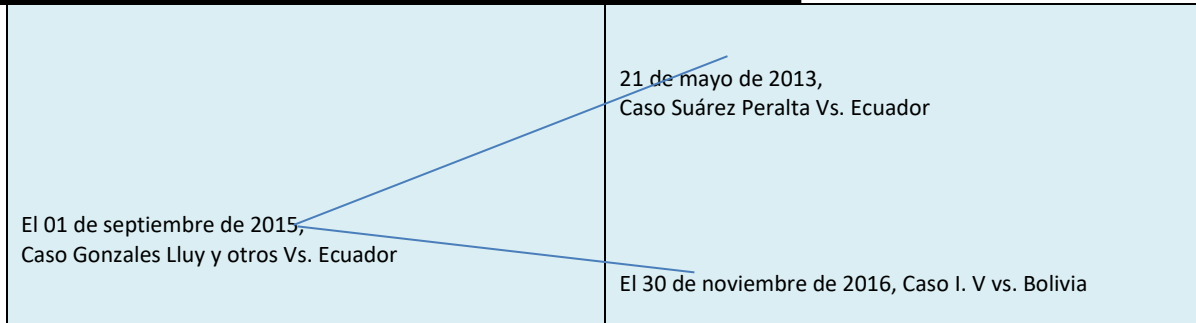 El 01 de septiembre de 2015,
Caso Gonzales Lluy y otros Vs. Ecuador
21 de mayo de 2013,
Caso Suárez Peralta Vs. Ecuador
El 30 de noviembre de 2016, Caso I. V vs. Bolivia